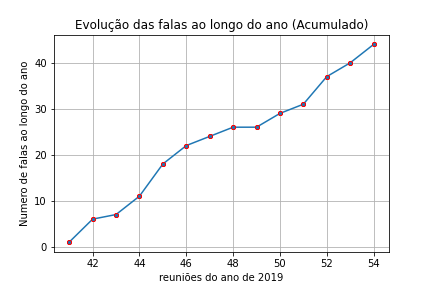 Evolução das falas ao longo do ano (Acumulado)
Numero de falas ao longo do ano
40
30
20
10
0
42 44 46 48 50 52 54
reuniões do ano de 2019